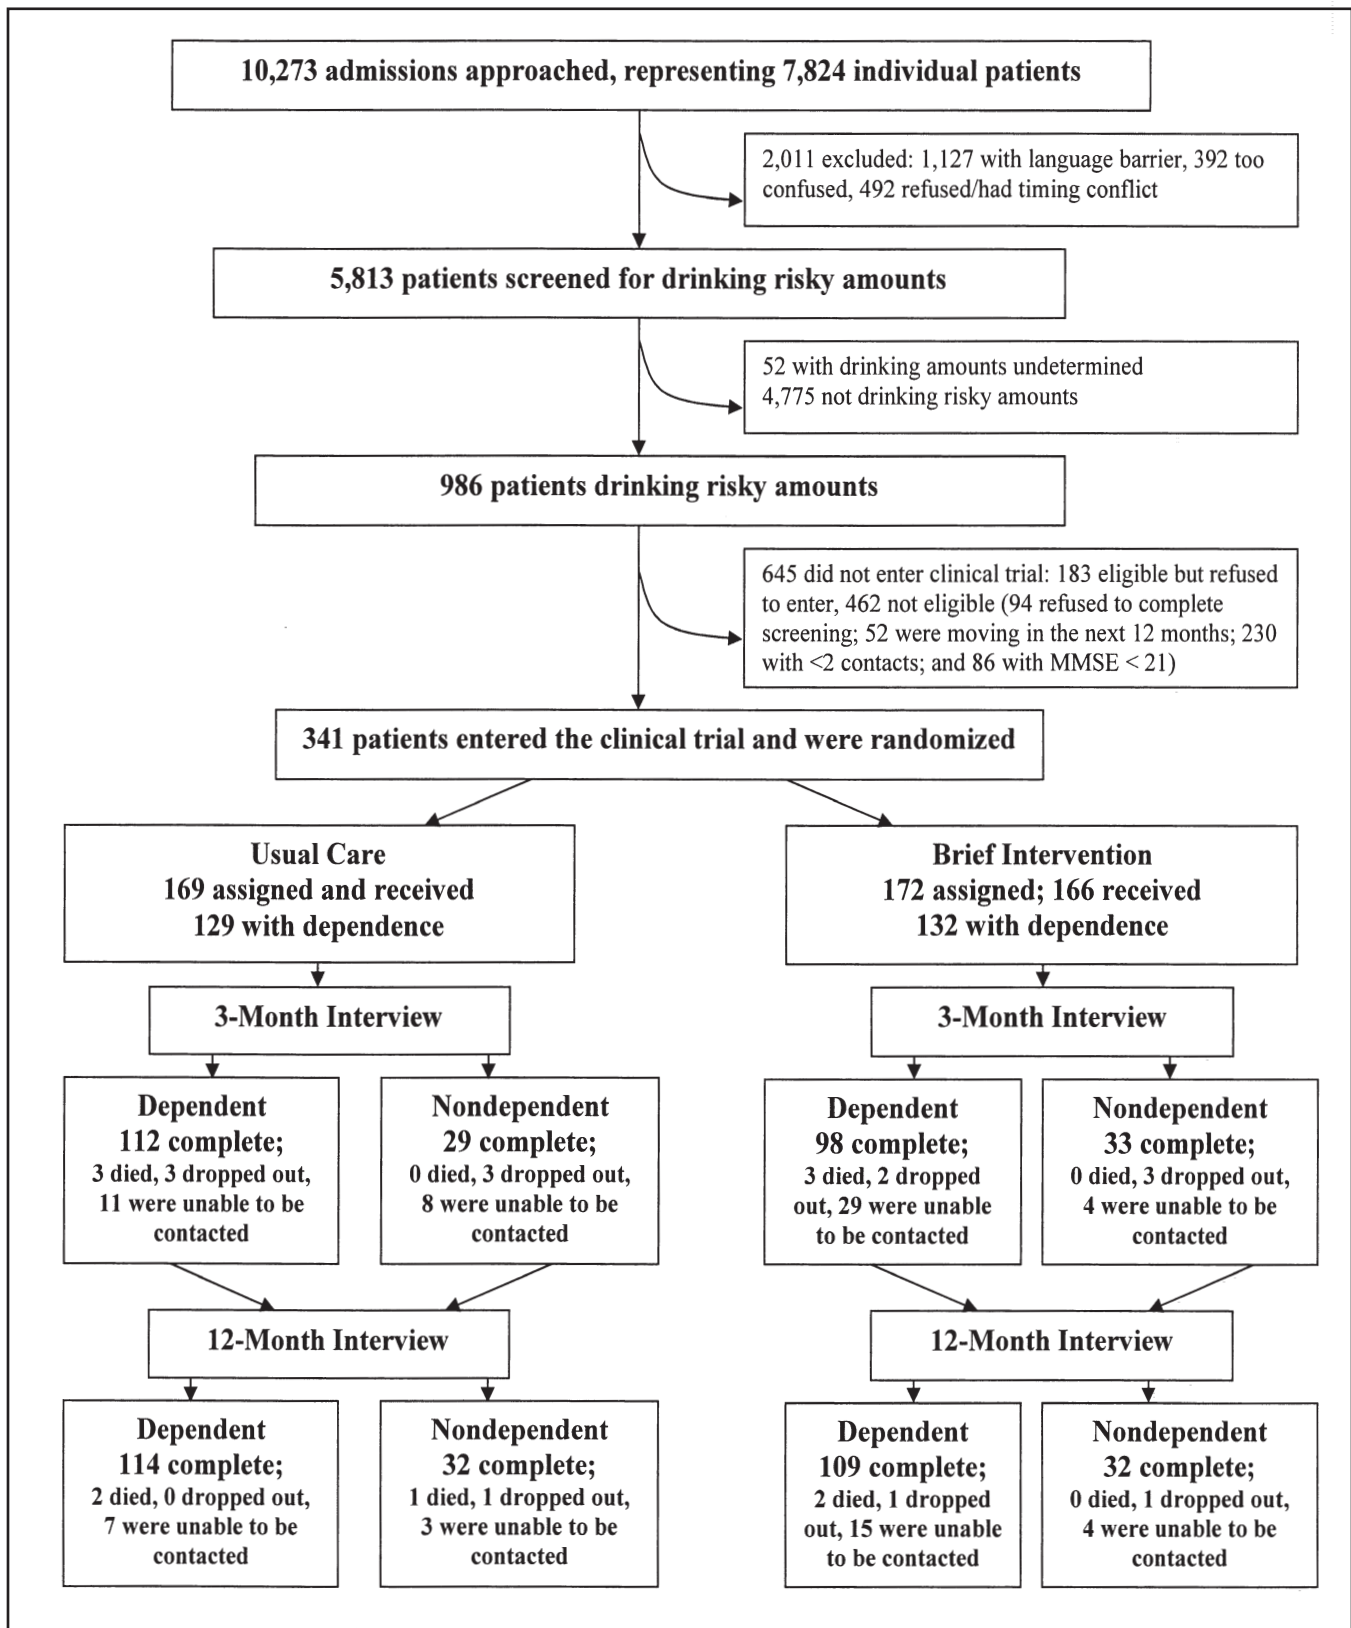 10,273 admissions approached, representing 7,824 individual patients
2,011 excluded: 1,127 with language barrier, 392 too
confused, 492 refused/had timing conflict
5,813 patients screened for drinking risky amounts
52 with drinking amounts undetermined
4,775 not drinking risky amounts
986 patients drinking risky amounts
645 did not enter clinical trial: 183 eligible but refused
to enter, 462 not eligible (94 refused to complete
screening; 52 were moving in the next 12 months; 230
with <2 contacts; and 86 with MMSE < 21)
341 patients entered the clinical trial and were randomized
Usual Care
169 assigned and received
129 with dependence
Brief Intervention
172 assigned; 166 received
132 with dependence
3-Month Interview
3-Month Interview
Dependent
112 complete;
3 died, 3 dropped out,
11 were unable to be
contacted
Nondependent
29 complete;
0 died, 3 dropped out,
8 were unable to be
contacted
Dependent
98 complete;
3 died, 2 dropped
out, 29 were unable
to be contacted
Nondependent
33 complete;
0 died, 3 dropped out,
4 were unable to be
contacted
12-Month Interview
12-Month Interview
Dependent
114 complete;
2 died, 0 dropped out,
7 were unable to be
contacted
Nondependent
32 complete;
1 died, 1 dropped out,
3 were unable to be
contacted
Dependent
109 complete;
2 died, 1 dropped
out, 15 were unable
to be contacted
Nondependent
32 complete;
0 died, 1 dropped out,
4 were unable to be
contacted